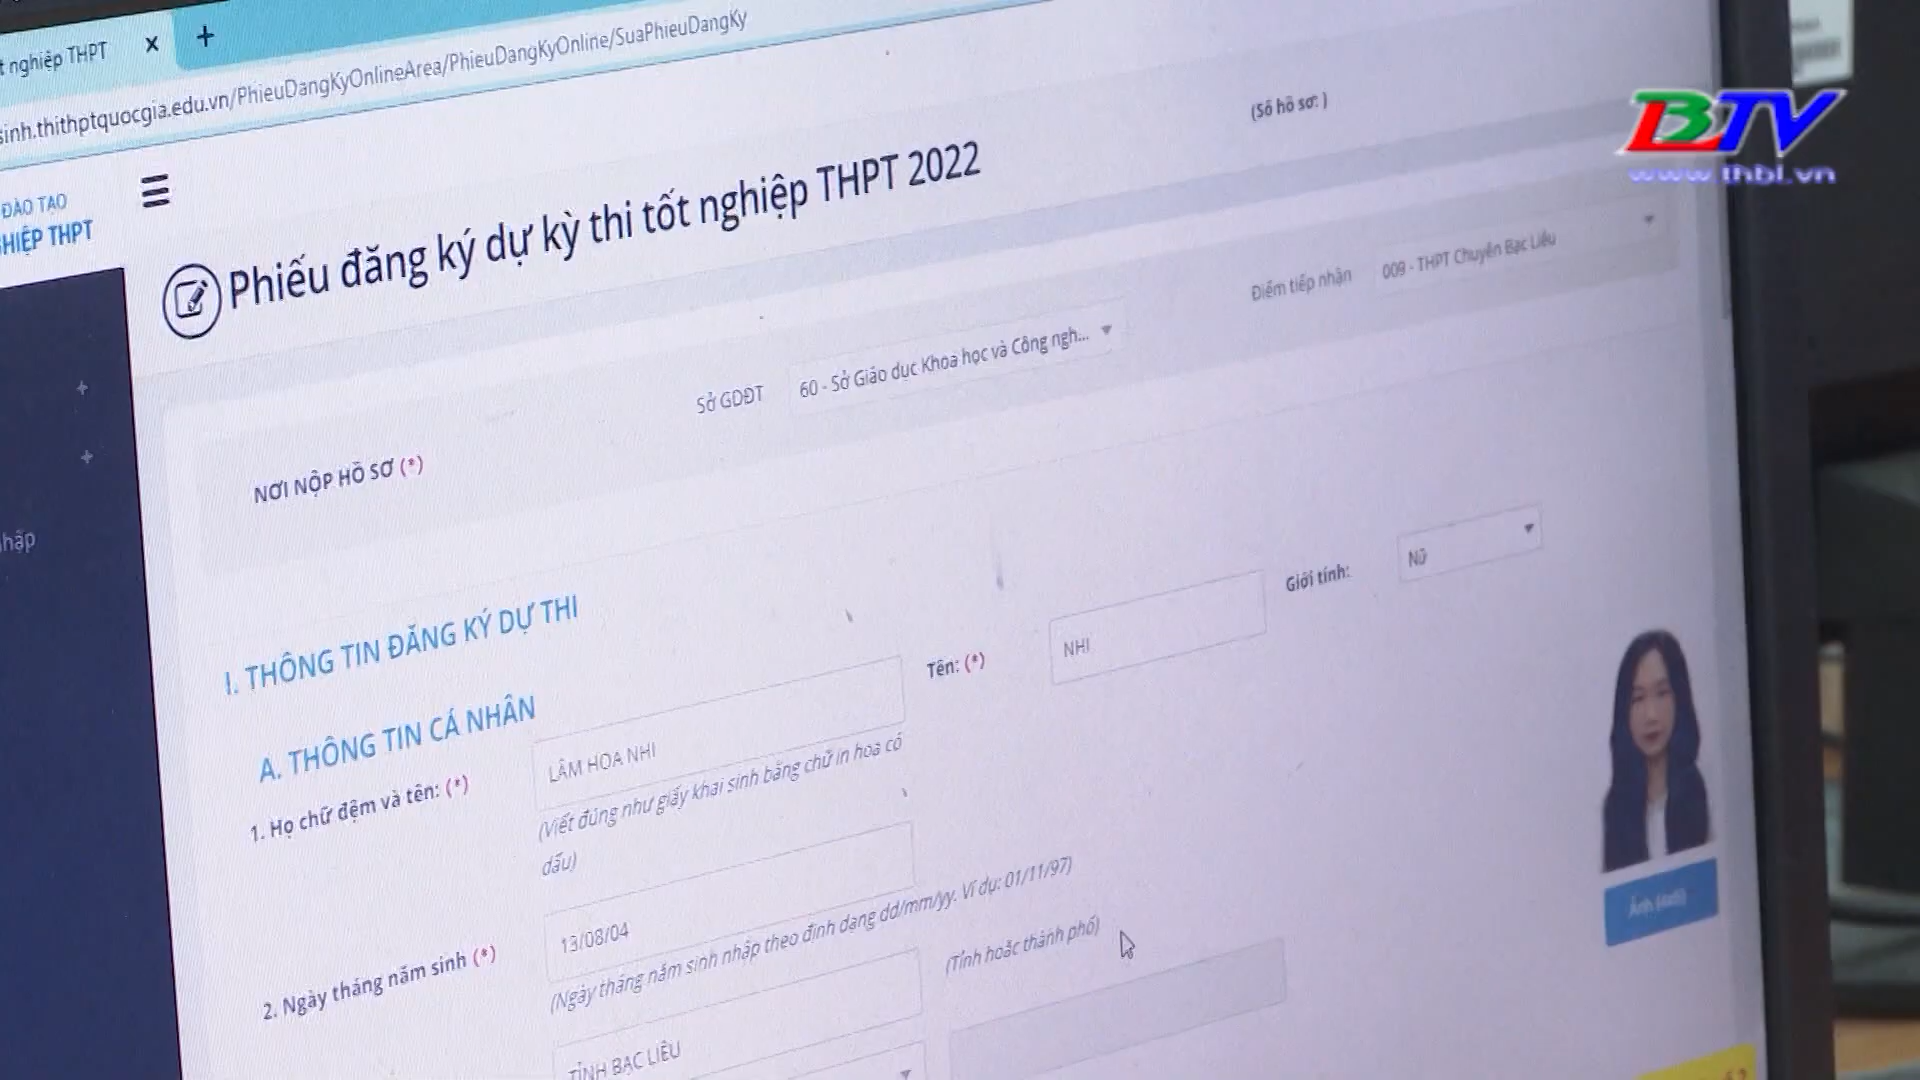 t nghiệp THPT
sinh.thithptquocgia.edu.vn/PhieuDangKyOnlineArea/PhieuDangKyOnline/SuaPhieuDangKy
BTV
www.thbl.vn
(Số hồ sơ: )
ĐÀO TẠO
HIỆP THPT
Phiếu đăng ký dự kỳ thi tốt nghiệp THPT 2022
NƠI NỘP HỒ SƠ (*)
Sở GDĐT
60 - Sở Giáo dục Khoa học và Công ngh...
Điểm tiếp nhận
009 - THPT Chuyên Bạc Liêu
nhập
I. THÔNG TIN ĐĂNG KÝ DỰ THI
A. THÔNG TIN CÁ NHÂN
1. Họ chữ đệm và tên: (*)
LÂM HOA NHI
Tên: (*)
NHI
Giới tính:
Nữ
(Viết đúng như giấy khai sinh bằng chữ in hoa có
dấu)
2. Ngày tháng năm sinh (*)
13/08/04
(Ngày tháng năm sinh nhập theo định dạng dd/mm/yy. Ví dụ: 01/11/97)
TỈNH BẠC LIÊU
(Tỉnh hoặc thành phố)
Ảnh (4x6)